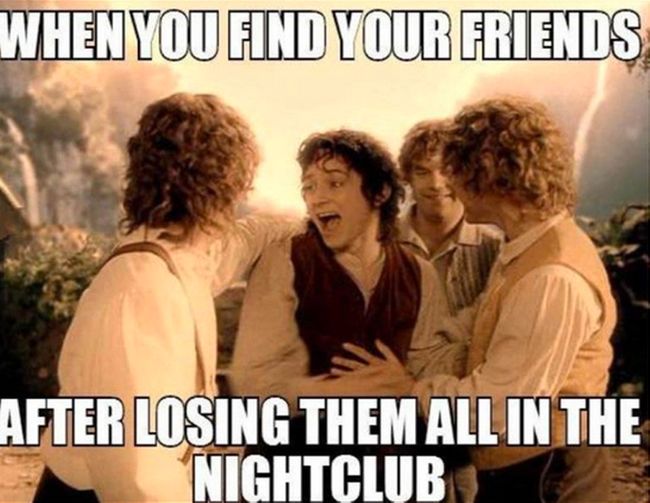 WHEN YOU FIND YOUR FRIENDS
AFTER LOSING THEM ALL IN THE
NIGHTCLUB